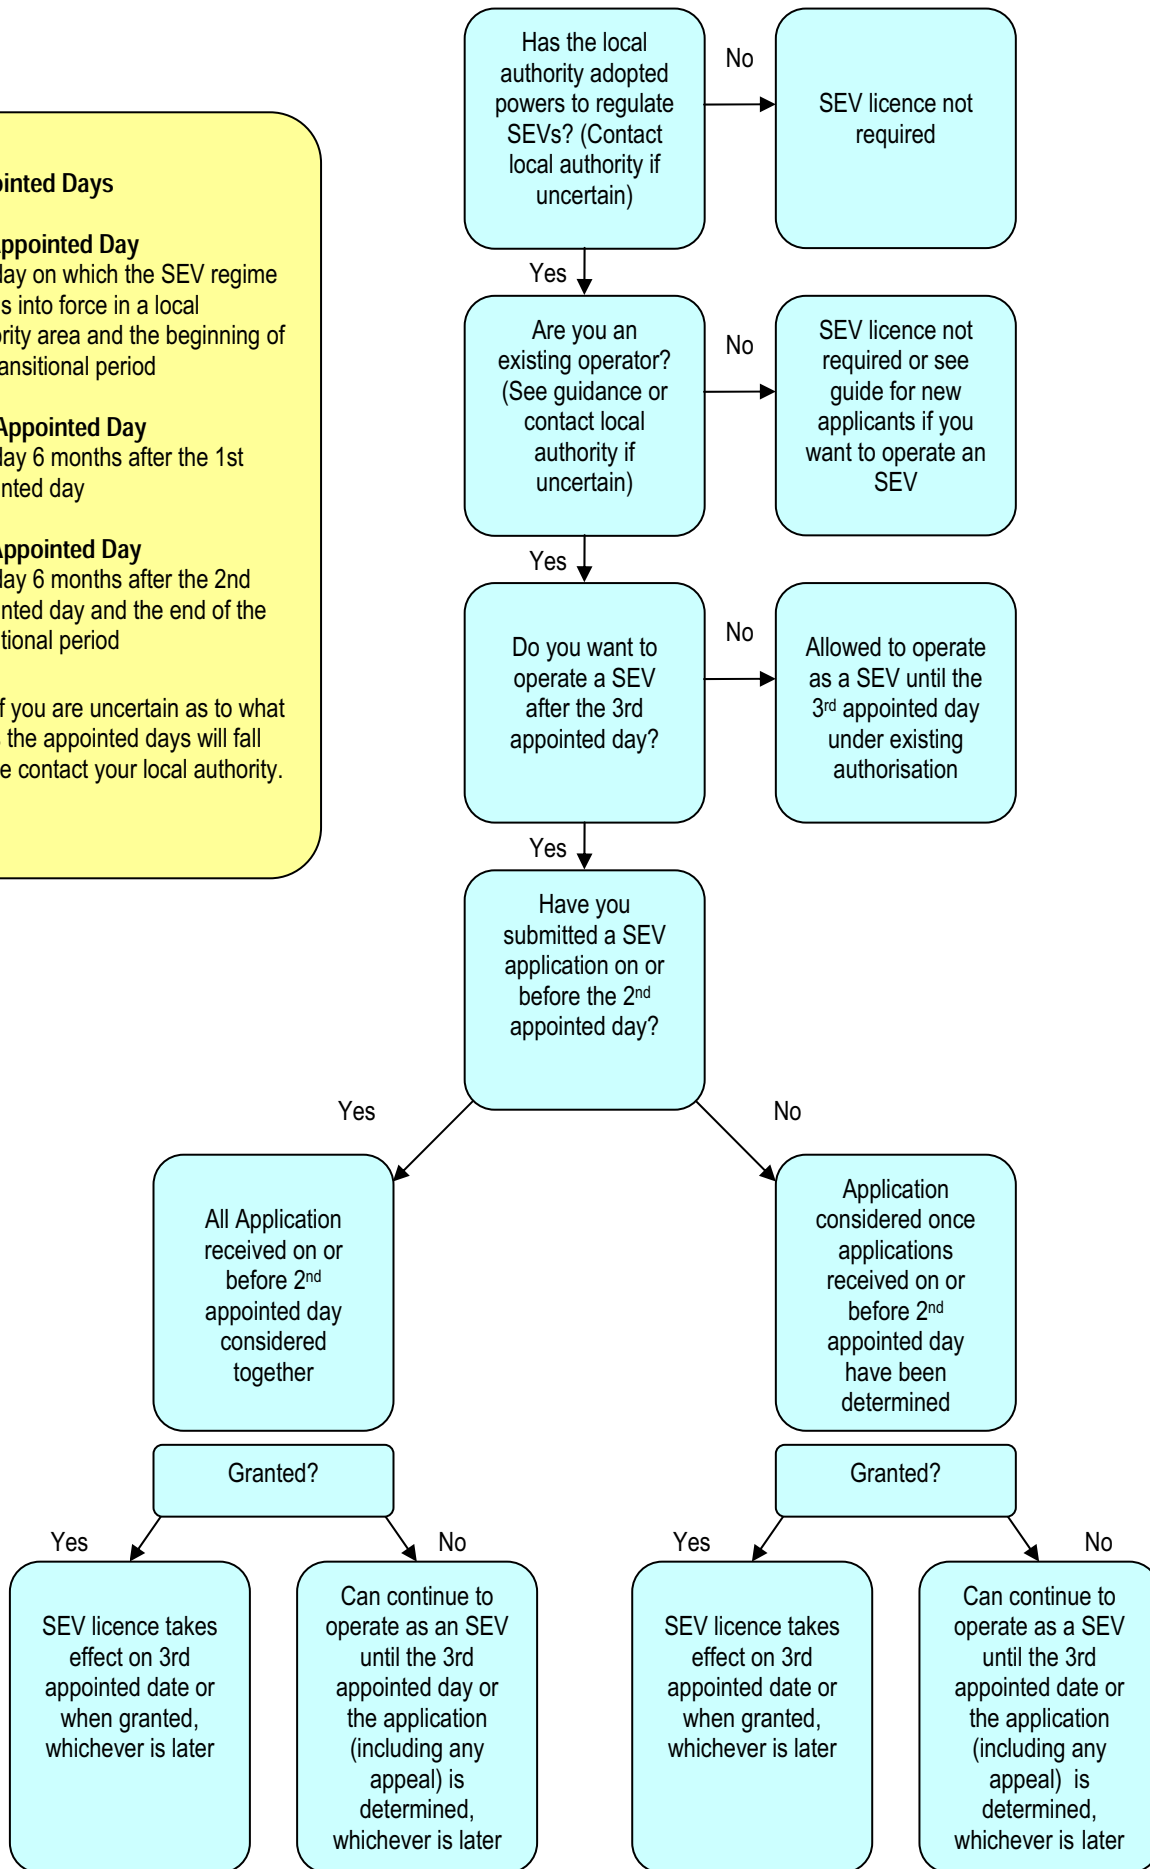 Has the local
authority adopted
powers to regulate
SEVs? (Contact
local authority if
uncertain)
No
SEV licence not
required
ointed Days
Appointed Day
day on which the SEV regime
s into force in a local
ority area and the beginning of
ansitional period
Appointed Day
day 6 months after the 1st
inted day
Appointed Day
day 6 months after the 2nd
inted day and the end of the
itional period
if you are uncertain as to what
s the appointed days will fall
e contact your local authority.
Yes
Are you an
existing operator?
(See guidance or
contact local
authority if
uncertain)
No
SEV licence not
required or see
guide for new
applicants if you
want to operate an
SEV
Yes
Do you want to
operate a SEV
after the 3rd
appointed day?
No
Allowed to operate
as a SEV until the
3rd appointed day
under existing
authorisation
Yes
Have you
submitted a SEV
application on or
before the 2nd
appointed day?
Yes
No
All Application
received on or
before 2nd
appointed day
considered
together
Application
considered once
applications
received on or
before 2nd
appointed day
have been
determined
Granted?
Granted?
Yes
No
Yes
No
SEV licence takes
effect on 3rd
appointed date or
when granted,
whichever is later
Can continue to
operate as an SEV
until the 3rd
appointed day or
the application
(including any
appeal) is
determined,
whichever is later
SEV licence takes
effect on 3rd
appointed date or
when granted,
whichever is later
Can continue to
operate as a SEV
until the 3rd
appointed date or
the application
(including any
appeal) is
determined,
whichever is later